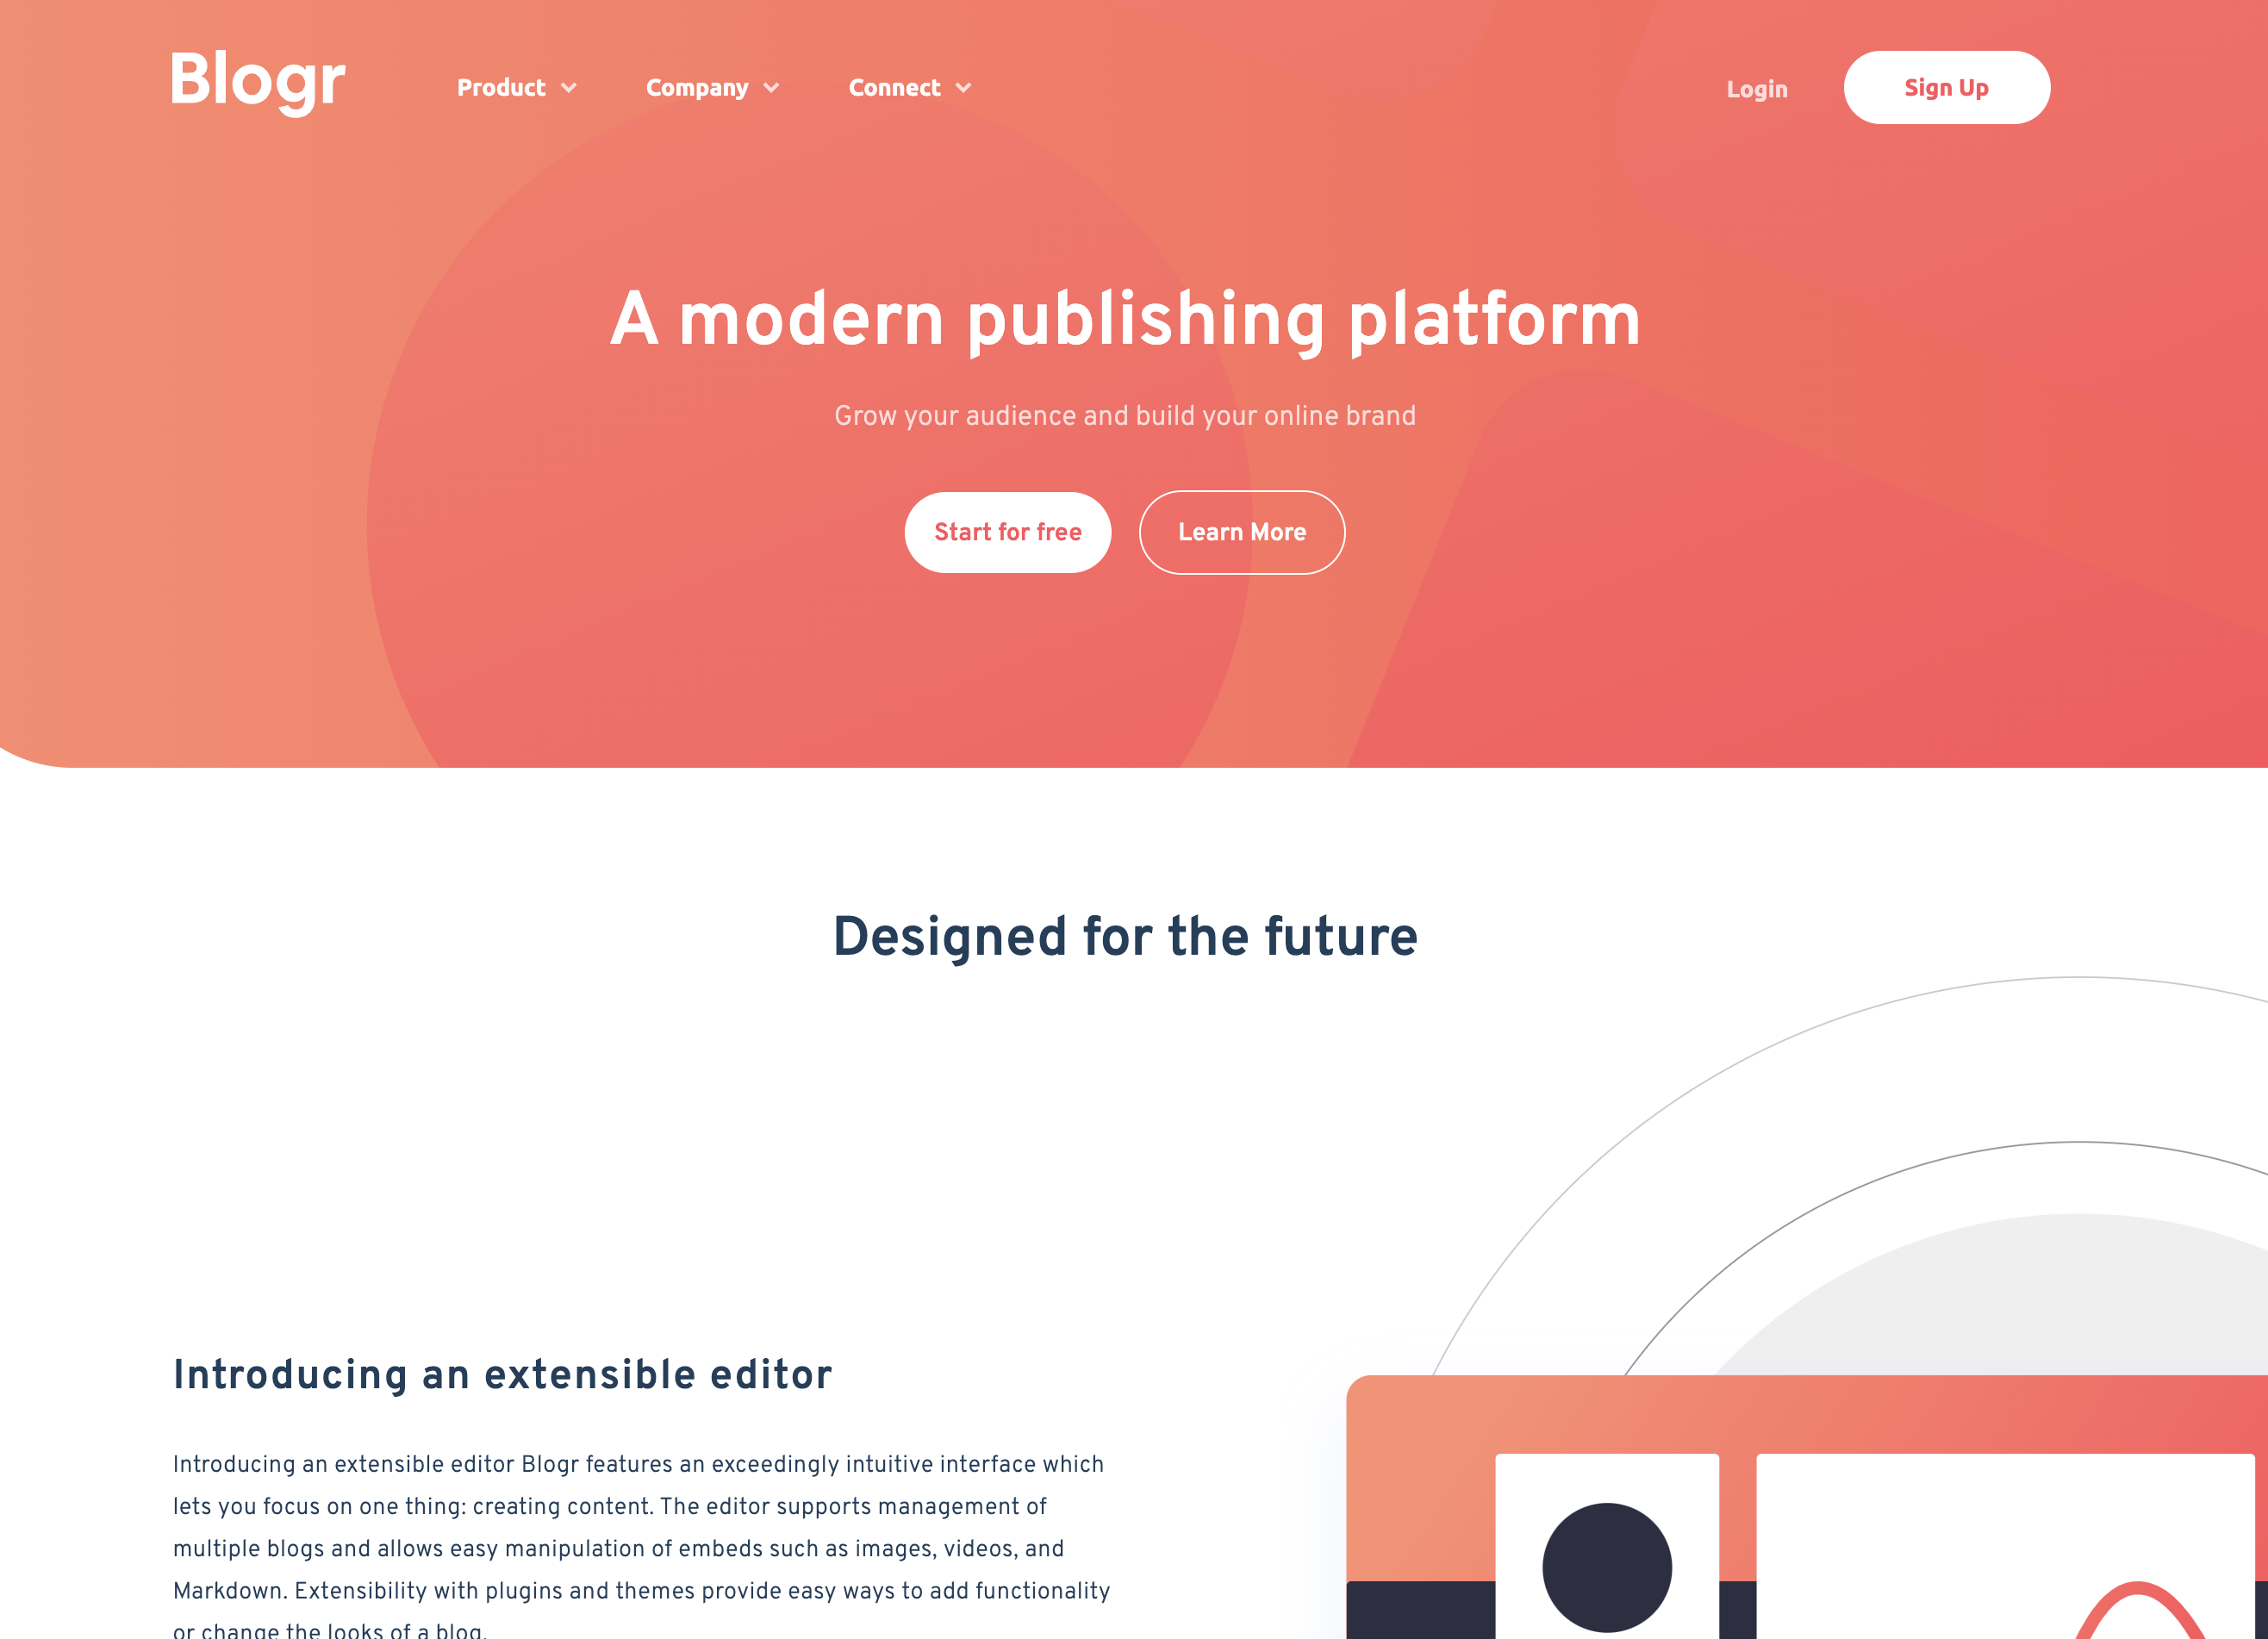 Blogr
Product
Company
Connect
Login
Sign Up
A modern publishing platform
Grow your audience and build your online brand
Start for free
Learn More
Designed for the future
Introducing an extensible editor
Introducing an extensible editor Blogr features an exceedingly intuitive interface which
lets you focus on one thing: creating content. The editor supports management of
multiple blogs and allows easy manipulation of embeds such as images, videos, and
Markdown. Extensibility with plugins and themes provide easy ways to add functionality
or change the looks of a blog.